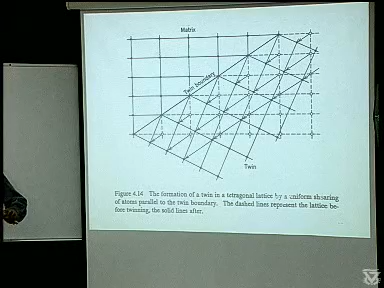 Matrix
Twin boundary
Twin
Figure 4.14 The formation of a twin in a tetragonal lattice by a uniform shearing
of atoms parallel to the twin boundary. The dashed lines represent the lattice be-
fore twinning, the solid lines after.